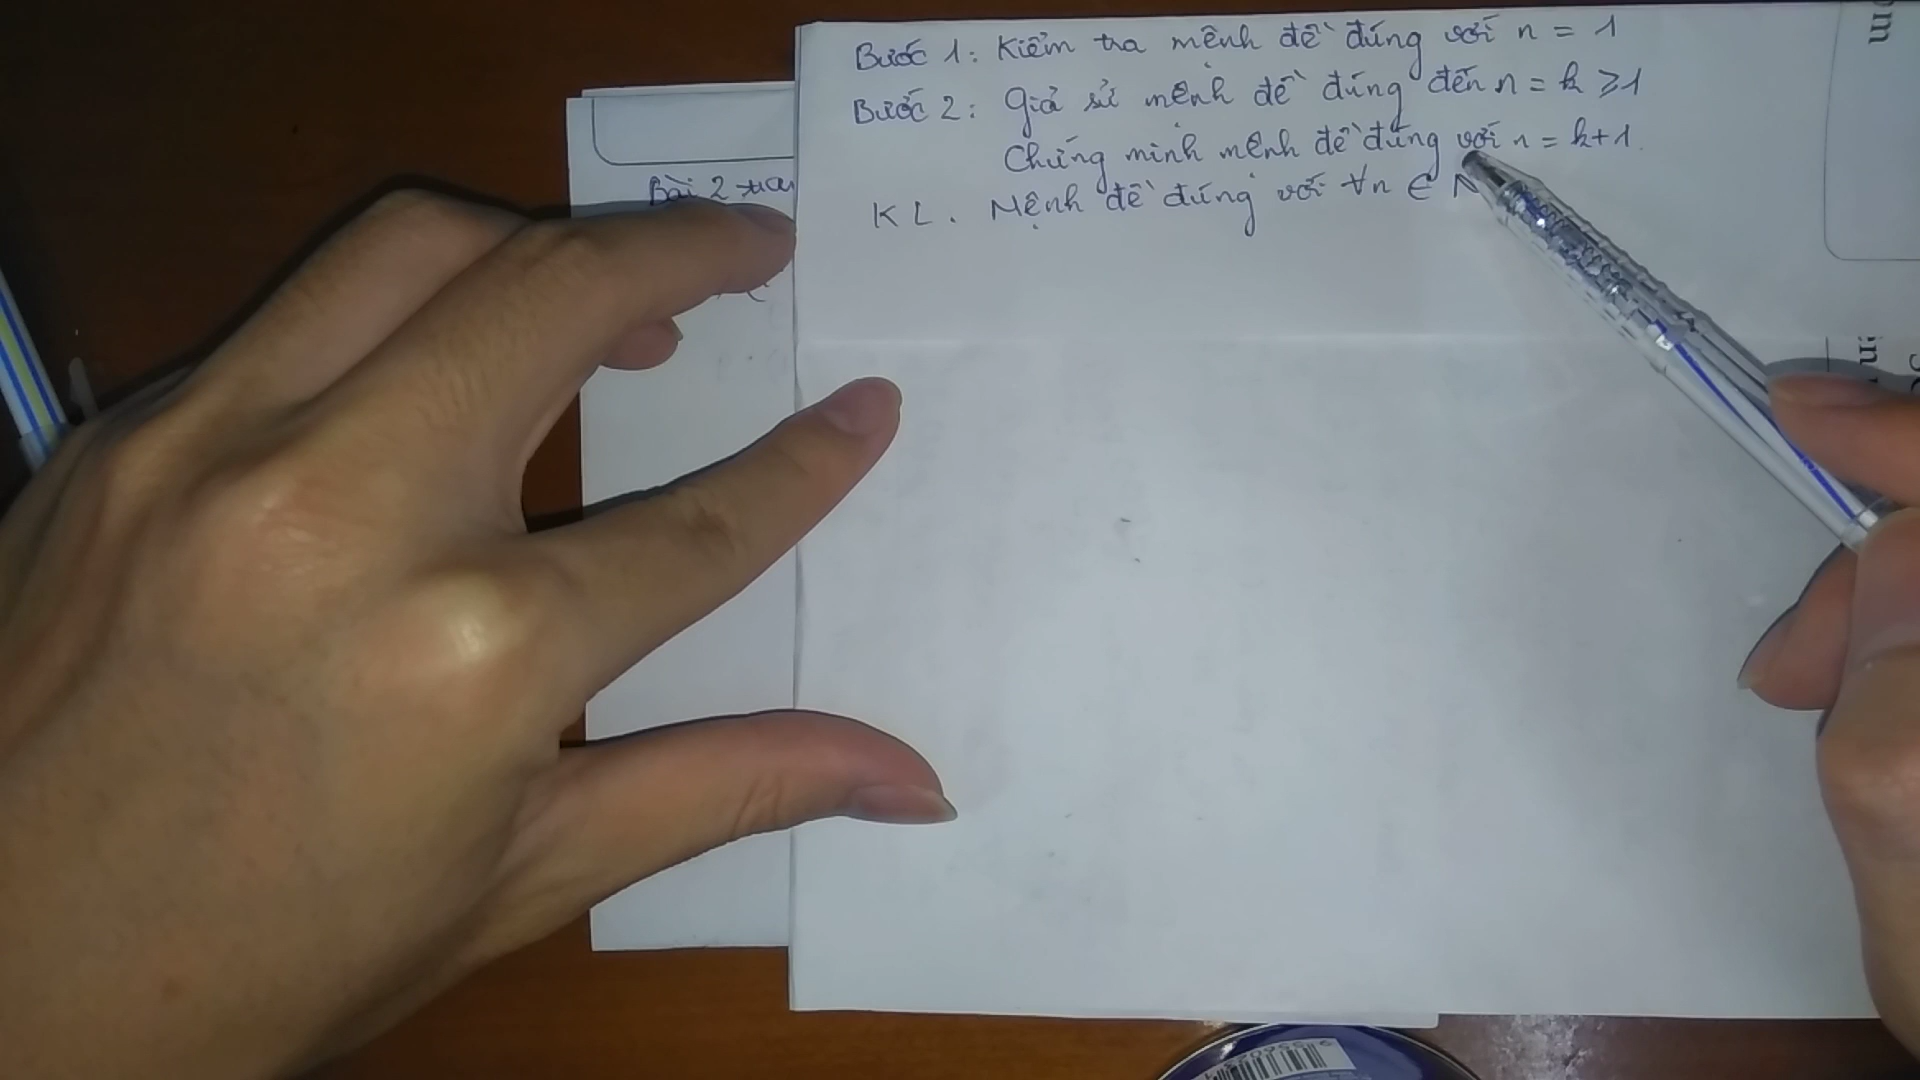 Bước 1: Kiểm tra mệnh đề đúng với n = 1
Bước 2: Giả sử mệnh đề đúng đến n = k ≥ 1
Chứng minh mệnh đề đúng với n = k+1.
KL. Mệnh đề đúng với ∀n ∈ N
Bài 2
om